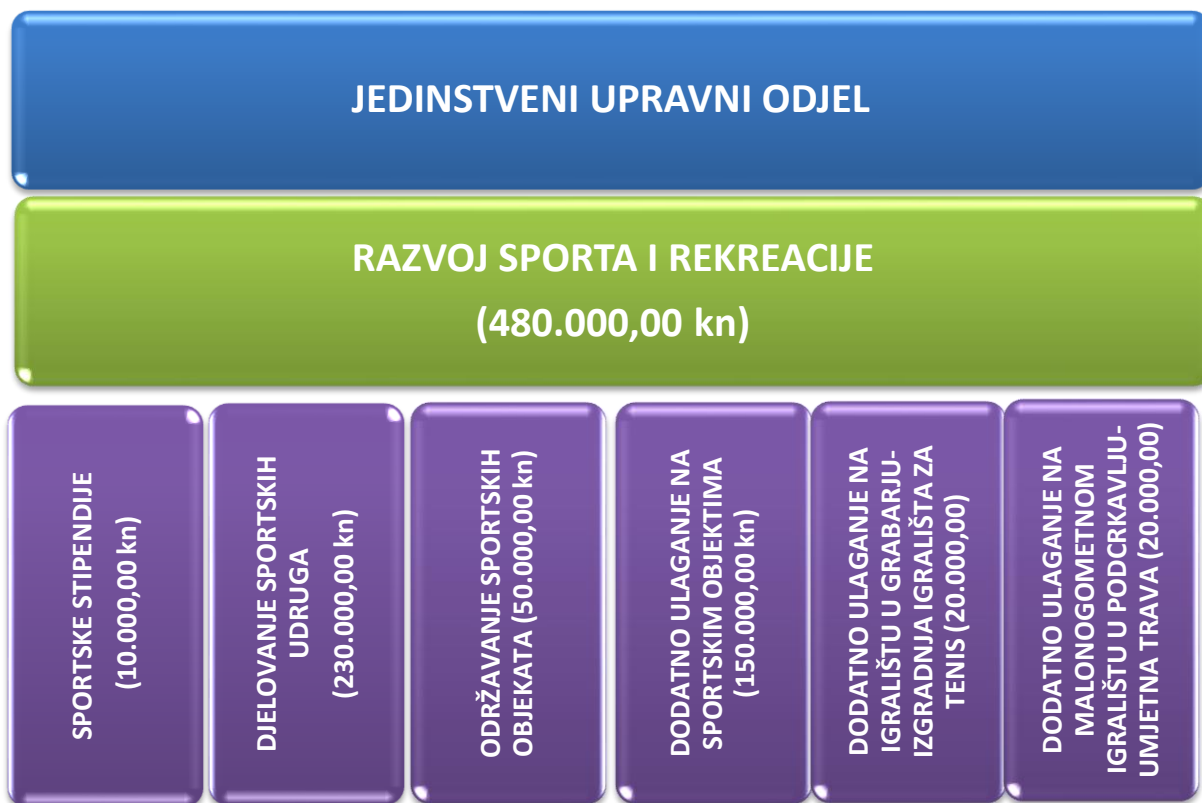 JEDINSTVENI UPRAVNI ODJEL
RAZVOJ SPORTA I REKREACIJE
(480.000,00 kn)
SPORTSKE STIPENDIJE
(10.000,00 kn)
DJELOVANJE SPORTSKIH
UDRUGA
(230.000,00 kn)
ODRŽAVANJE SPORTSKIH
OBJEKATA (50.000,00 kn)
DODATNO ULAGANJE NA
SPORTSKIM OBJEKTIMA
(150.000,00 kn)
DODATNO ULAGANJE NA
IGRALIŠTU U GRABARJU-
IZGRADNJA IGRALIŠTA ZA
TENIS (20.000,00)
DODATNO ULAGANJE NA
MALONOGOMETNOM
IGRALIŠTU U PODCRKAVLJU-
UMJETNA TRAVA (20.000,00)